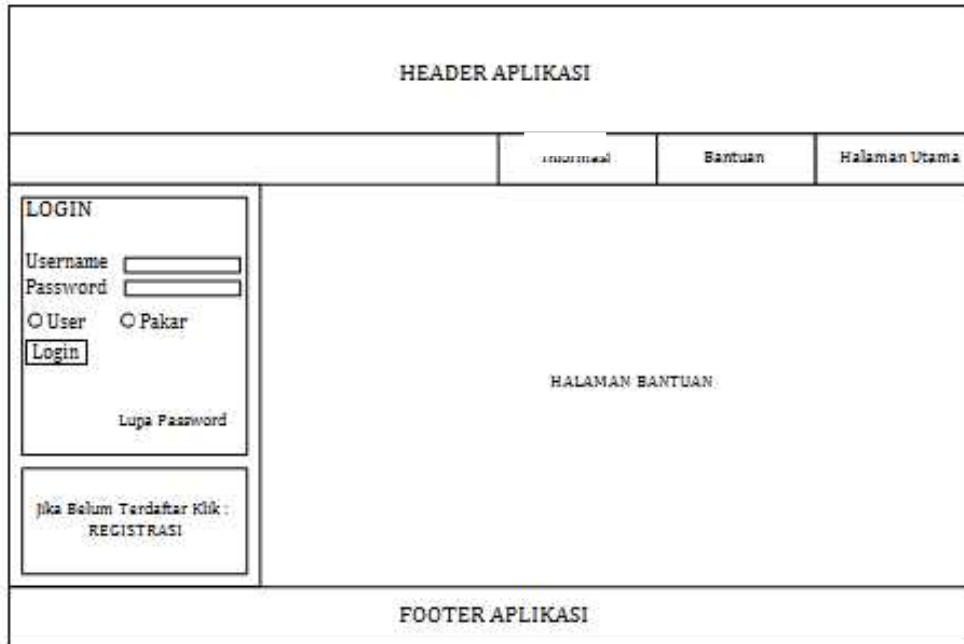 HEADER APLIKASI
Bantuan
Halaman Utama
LOGIN
Username
Password
User
Pakar
Login
Lupa Password
Jika Belum Terdaftar Klik :
REGISTRASI
HALAMAN BANTUAN
FOOTER APLIKASI